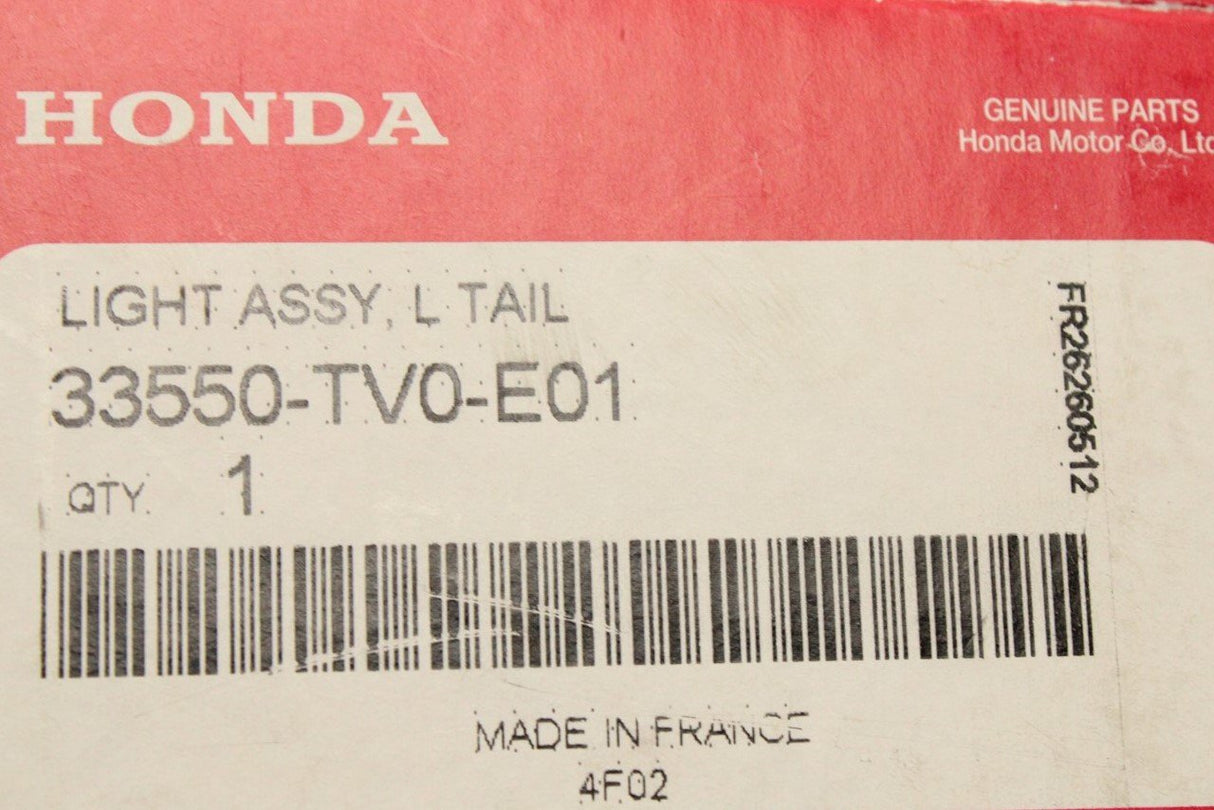 HONDA
GENUINE PARTS
Honda Motor Co., Ltd
LIGHT ASSY, L TAIL
33550-TV0-E01
QTY. 1
FR26260512
MADE IN FRANCE
4F02